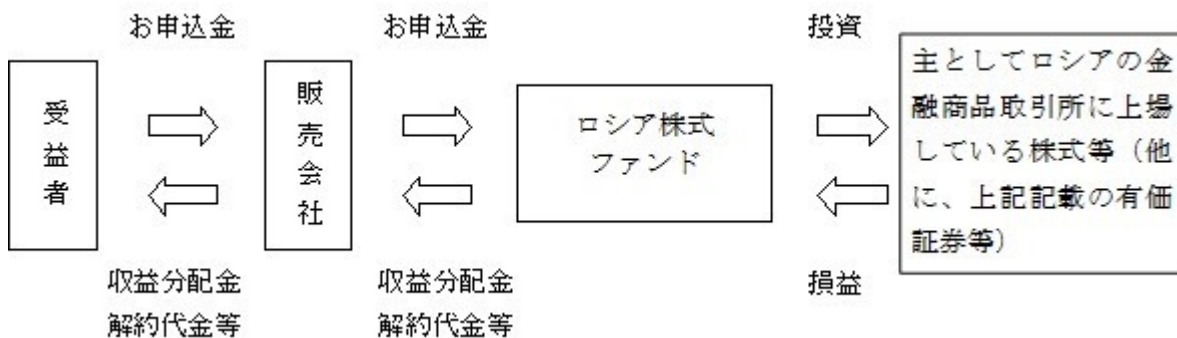 お申込金
お申込金
投資
受益者
販売会社
ロシア株式
ファンド
主としてロシアの金
融商品取引所に上場
している株式等（他
に、上記記載の有価
証券等）
収益分配金
解約代金等
収益分配金
解約代金等
損益